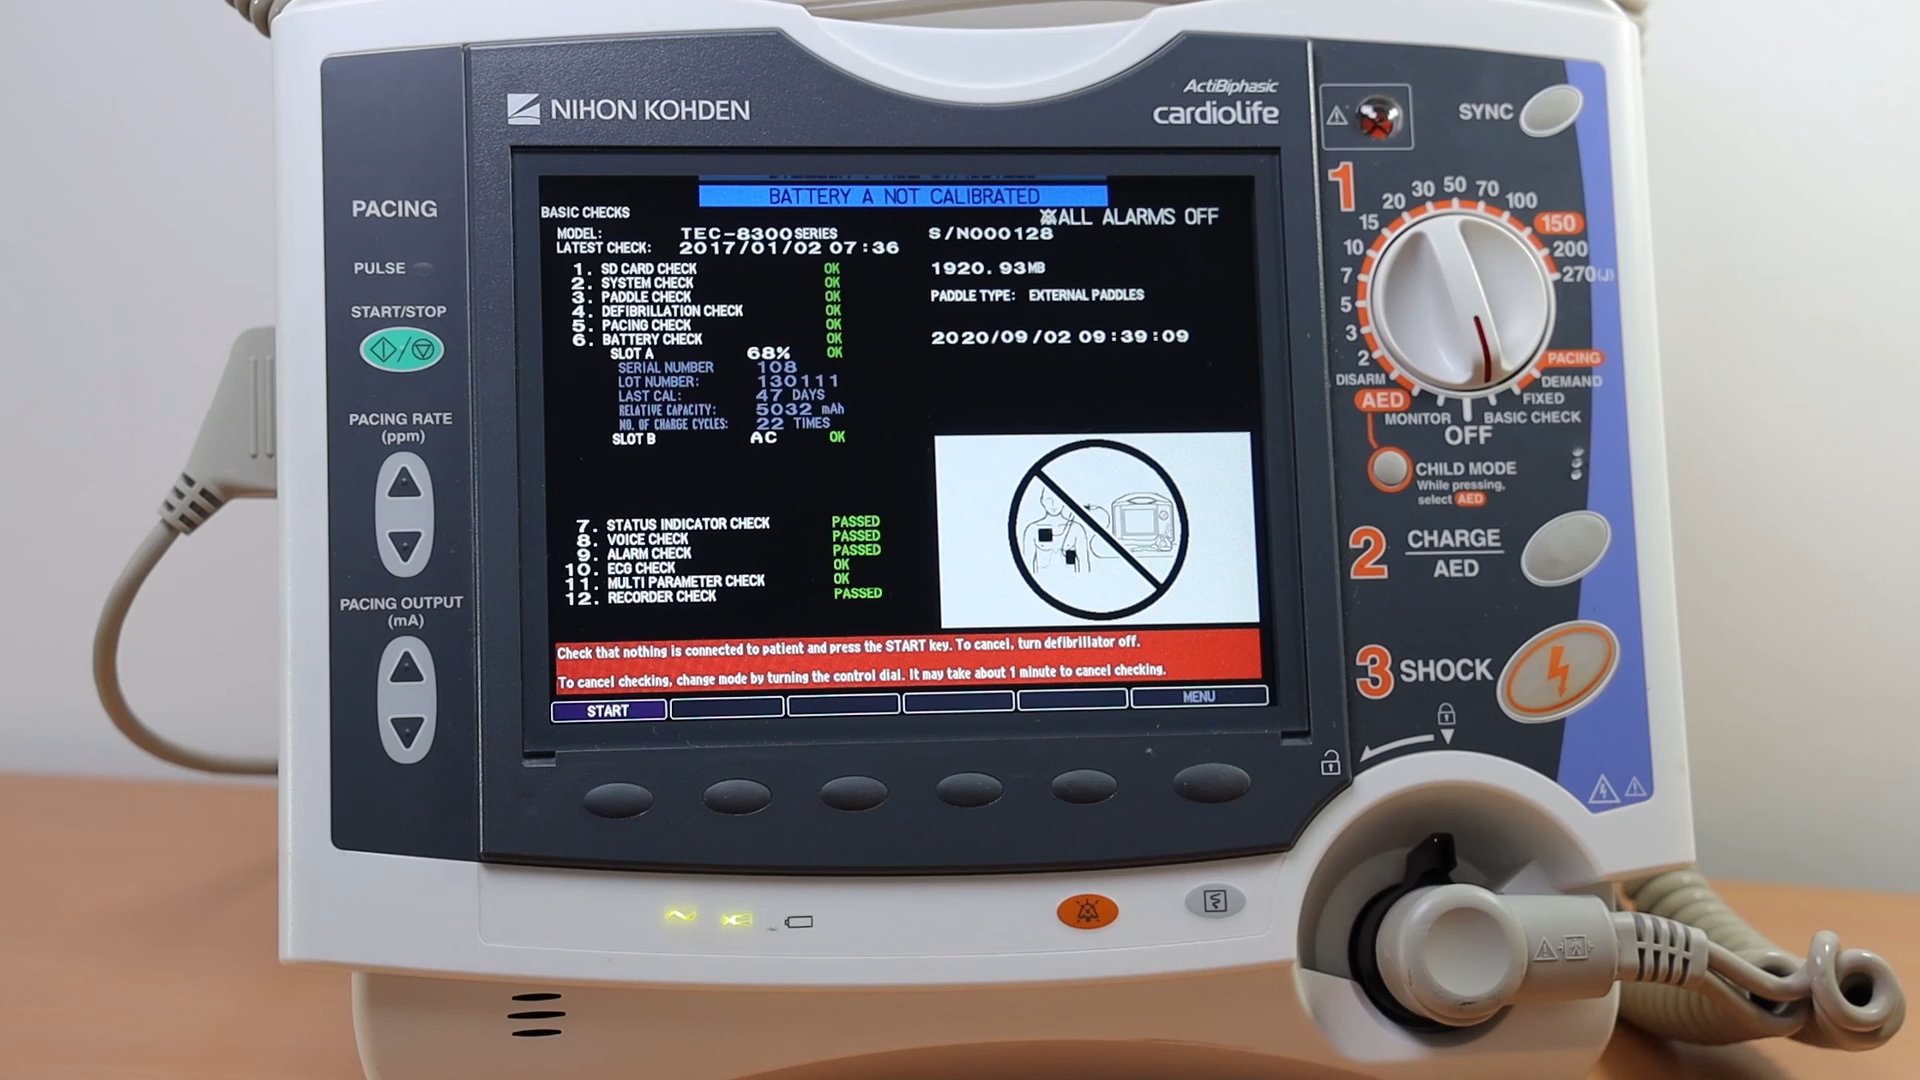 NIHON KOHDEN
ActiBiphasic
cardiolife
PACING
PULSE
START/STOP
PACING RATE
(ppm)
PACING OUTPUT
(mA)
BATTERY A NOT CALIBRATED
BASIC CHECKS
ALL ALARMS OFF
MODEL: TEC-8300 SERIES S/N000128
LATEST CHECK: 2017/01/02 07:36
1. SD CARD CHECK OK 1920.93MB
2. SYSTEM CHECK OK
3. PADDLE CHECK OK PADDLE TYPE: EXTERNAL PADDLES
4. DEFIBRILLATION CHECK OK
5. PACING CHECK OK
6. BATTERY CHECK OK 2020/09/02 09:39:09
SLOT A 68% OK
SERIAL NUMBER 108
LOT NUMBER: 130111
LAST CAL: 47 DAYS
RELATIVE CAPACITY: 5032 mAh
NO. OF CHARGE CYCLES: 22 TIMES
SLOT B AC OK
7. STATUS INDICATOR CHECK PASSED
8. VOICE CHECK PASSED
9. ALARM CHECK PASSED
10. ECG CHECK OK
11. MULTI PARAMETER CHECK OK
12. RECORDER CHECK PASSED
Check that nothing is connected to patient and press the START key. To cancel, turn defibrillator off.
To cancel checking, change mode by turning the control dial. It may take about 1 minute to cancel checking.
START
MENU
SYNC
1
2
3
5
7
10
15
20
30
50
70
100
150
200
270(J)
DISARM
AED
MONITOR
OFF
BASIC CHECK
PACING
DEMAND
FIXED
CHILD MODE
While pressing,
select AED
2 CHARGE
AED
3 SHOCK